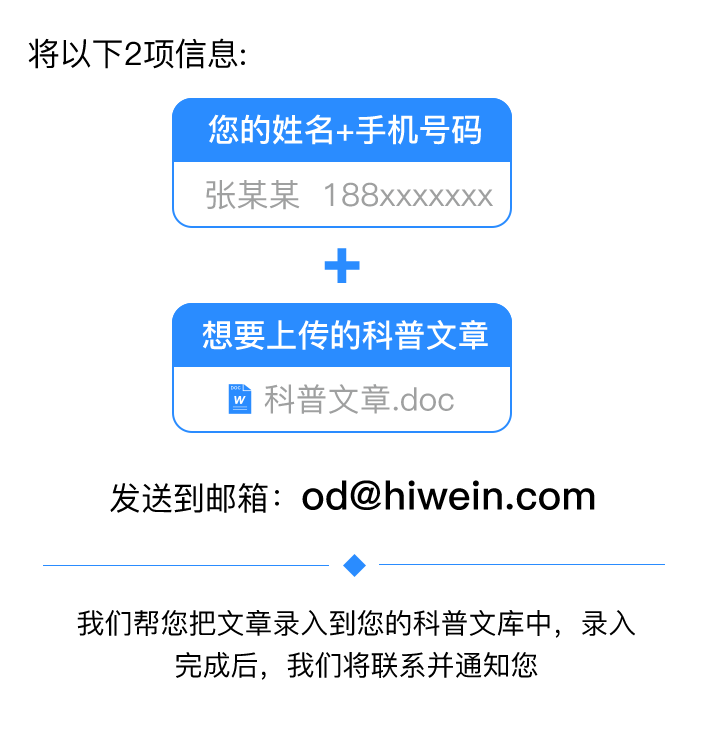 将以下2项信息:
您的姓名+手机号码
张某某 188xxxxxxx
+
想要上传的科普文章
DOC
W
科普文章.doc
发送到邮箱：od@hiwein.com
我们帮您把文章录入到您的科普文库中，录入
完成后，我们将联系并通知您